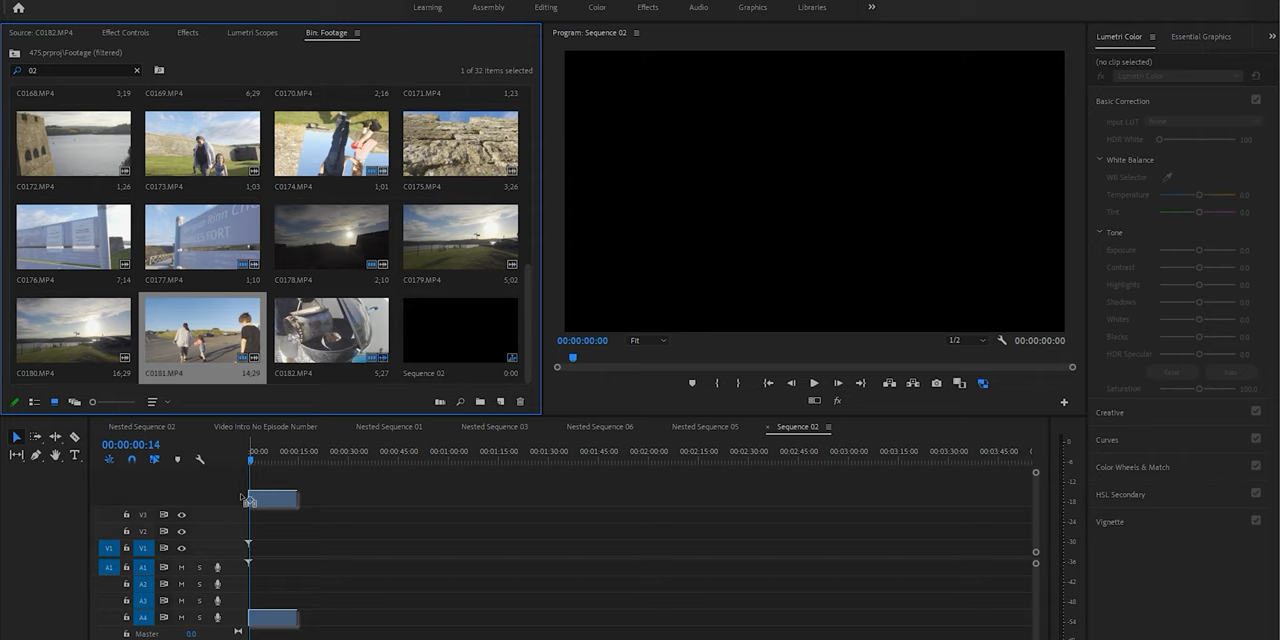 Learning Assembly Editing Color Effects Audio Graphics Libraries
Source: C0182.MP4 Effect Controls Effects Lumetri Scopes Bin: Footage
475.prproj\Footage (filtered)
02
1 of 32 Items selected
C0168.MP4 3;19 C0169.MP4 6;29 C0170.MP4 2;16 C0171.MP4 1;23
C0172.MP4 1;26 C0173.MP4 1;03 C0174.MP4 1;01 C0175.MP4 3;26
C0176.MP4 7;14 C0177.MP4 1;10 C0178.MP4 2;10 C0179.MP4 5;02
C0180.MP4 16;29 C0181.MP4 14;29 C0182.MP4 5;27 Sequence 02 0:00
Program: Sequence 02
00:00:00:00 Fit 1/2 00:00:00:00
Lumetri Color Essential Graphics
(no clip selected)
fx Lumetri Color
Basic Correction
Input LUT None
HDR White 100
White Balance
WB Selector
Temperature 0.0
Tint 0.0
Tone
Exposure 0.0
Contrast 0.0
Highlights 0.0
Shadows 0.0
Whites 0.0
Blacks 0.0
HDR Specular 0.0
Reset Auto
Saturation 100.0
Creative
Curves
Color Wheels & Match
HSL Secondary
Vignette
Nested Sequence 02 Video Intro No Episode Number Nested Sequence 01 Nested Sequence 03 Nested Sequence 06 Nested Sequence 05 Sequence 02
00:00:00:14
:00:00 00:00:15:00 00:00:30:00 00:00:45:00 00:01:00:00 00:01:15:00 00:01:30:00 00:01:45:00 00:02:00:00 00:02:15:00 00:02:30:00 00:02:45:00 00:03:00:00 00:03:15:00 00:03:30:00 00:03:45:00
V3
V2
V1 V1
A1 A1 M S
A2 M S
A3 M S
A4 M S
Master 0.0
0
-6
-12
-18
-24
-30
-36
-42
-48
-54